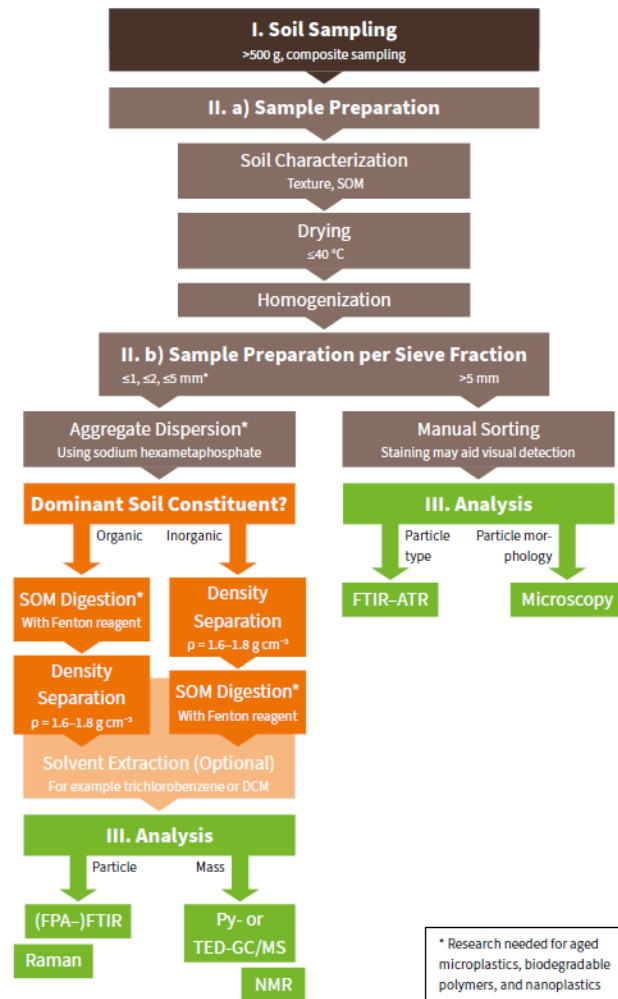 I. Soil Sampling
>500 g, composite sampling
II. a) Sample Preparation
Soil Characterization
Texture, SOM
Drying
≤40 °C
Homogenization
II. b) Sample Preparation per Sieve Fraction
≤1, ≤2, ≤5 mm*
>5 mm
Aggregate Dispersion*
Using sodium hexametaphosphate
Manual Sorting
Staining may aid visual detection
Dominant Soil Constituent?
Organic
Inorganic
III. Analysis
Particle
type
Particle mor-
phology
SOM Digestion*
With Fenton reagent
Density
Separation
ρ = 1.6–1.8 g cm⁻³
FTIR–ATR
Microscopy
Density
Separation
ρ = 1.6–1.8 g cm⁻³
SOM Digestion*
With Fenton reagent
Solvent Extraction (Optional)
For example trichlorobenzene or DCM
III. Analysis
Particle
Mass
(FPA–)FTIR
Raman
Py- or
TED-GC/MS
NMR
* Research needed for aged
microplastics, biodegradable
polymers, and nanoplastics